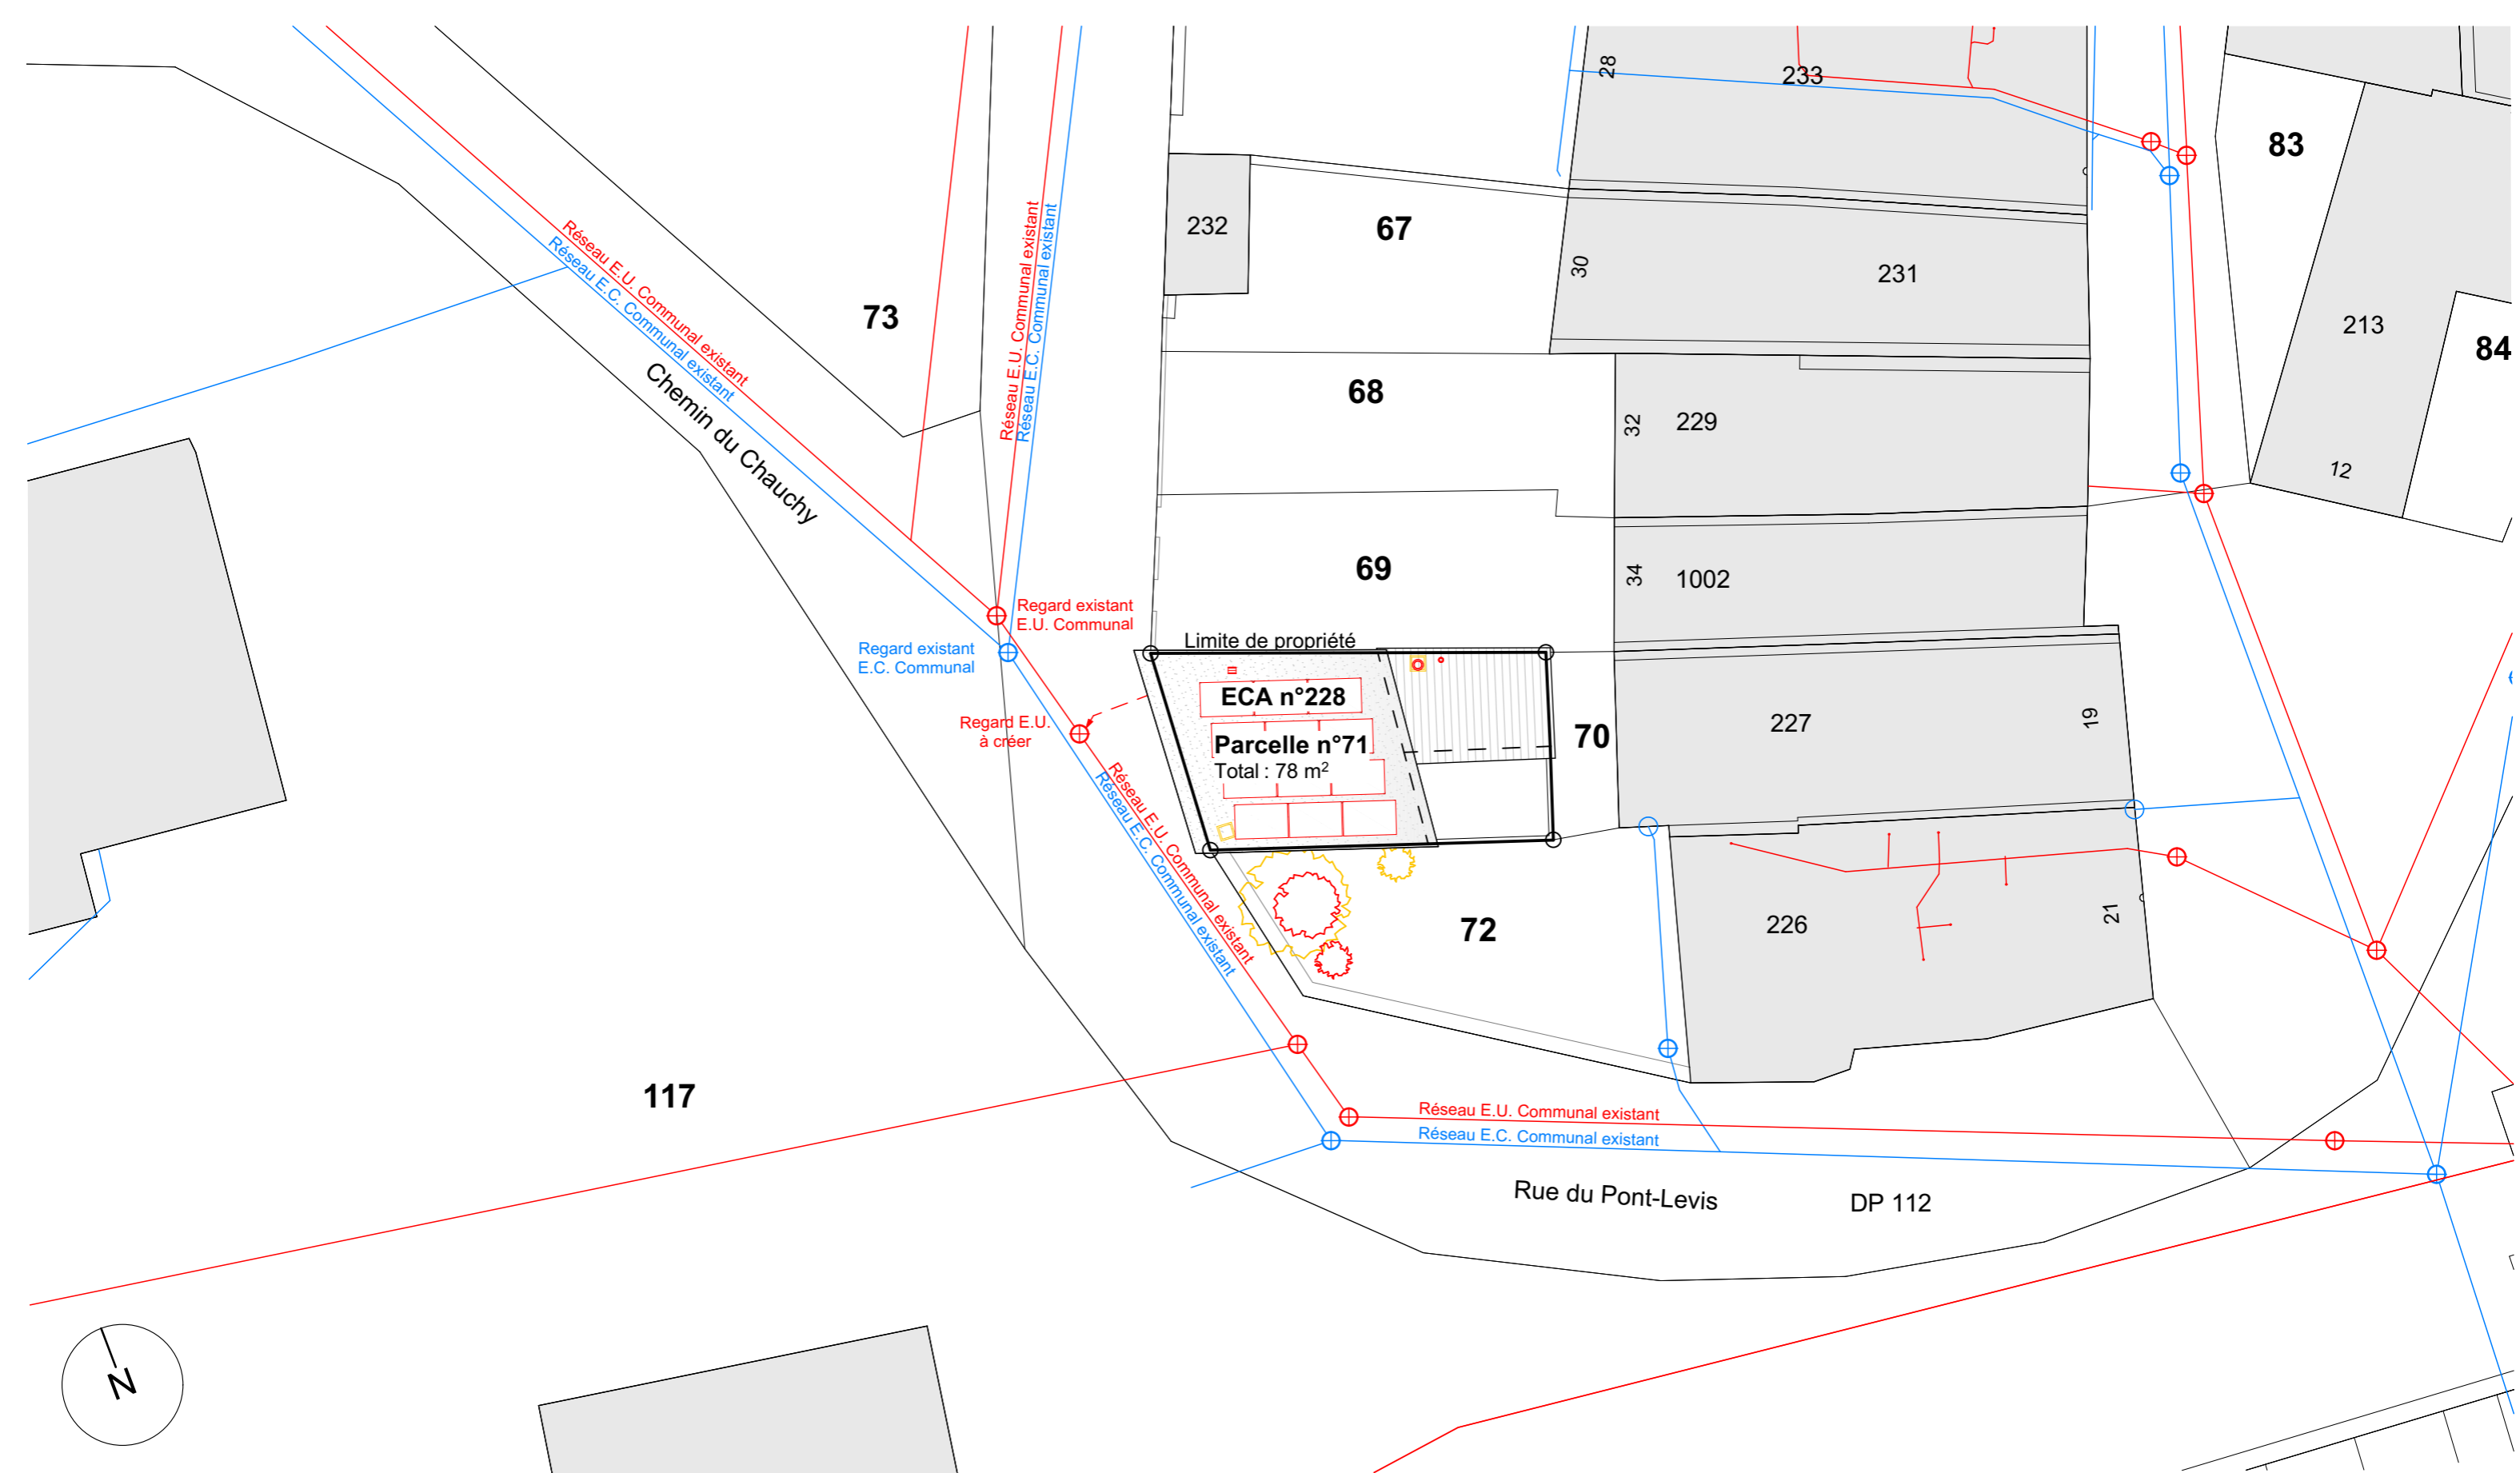 28
233
83
232
67
30
231
Réseau E.U. Communal existant
Réseau E.C. Communal existant
Réseau E.U. Communal existant
Réseau E.C. Communal existant
73
213
84
Chemin du Chauchy
68
32
229
12
69
34
1002
Regard existant
E.U. Communal
Regard existant
E.C. Communal
Limite de propriété
ECA n°228
Regard E.U.
à créer
Parcelle n°71
Total : 78 m²
70
227
19
Réseau E.U. Communal existant
Réseau E.C. Communal existant
72
226
21
117
Réseau E.U. Communal existant
Réseau E.C. Communal existant
Rue du Pont-Levis
DP 112
N